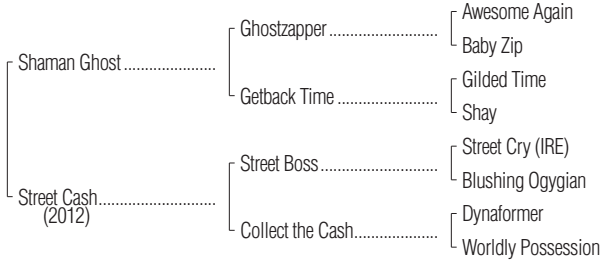 Awesome Again
Ghostzapper
Baby Zip
Shaman Ghost
Gilded Time
Getback Time
Shay
Street Cry (IRE)
Street Boss
Blushing Ogygian
Street Cash
(2012)
Dynaformer
Collect the Cash
Worldly Possession